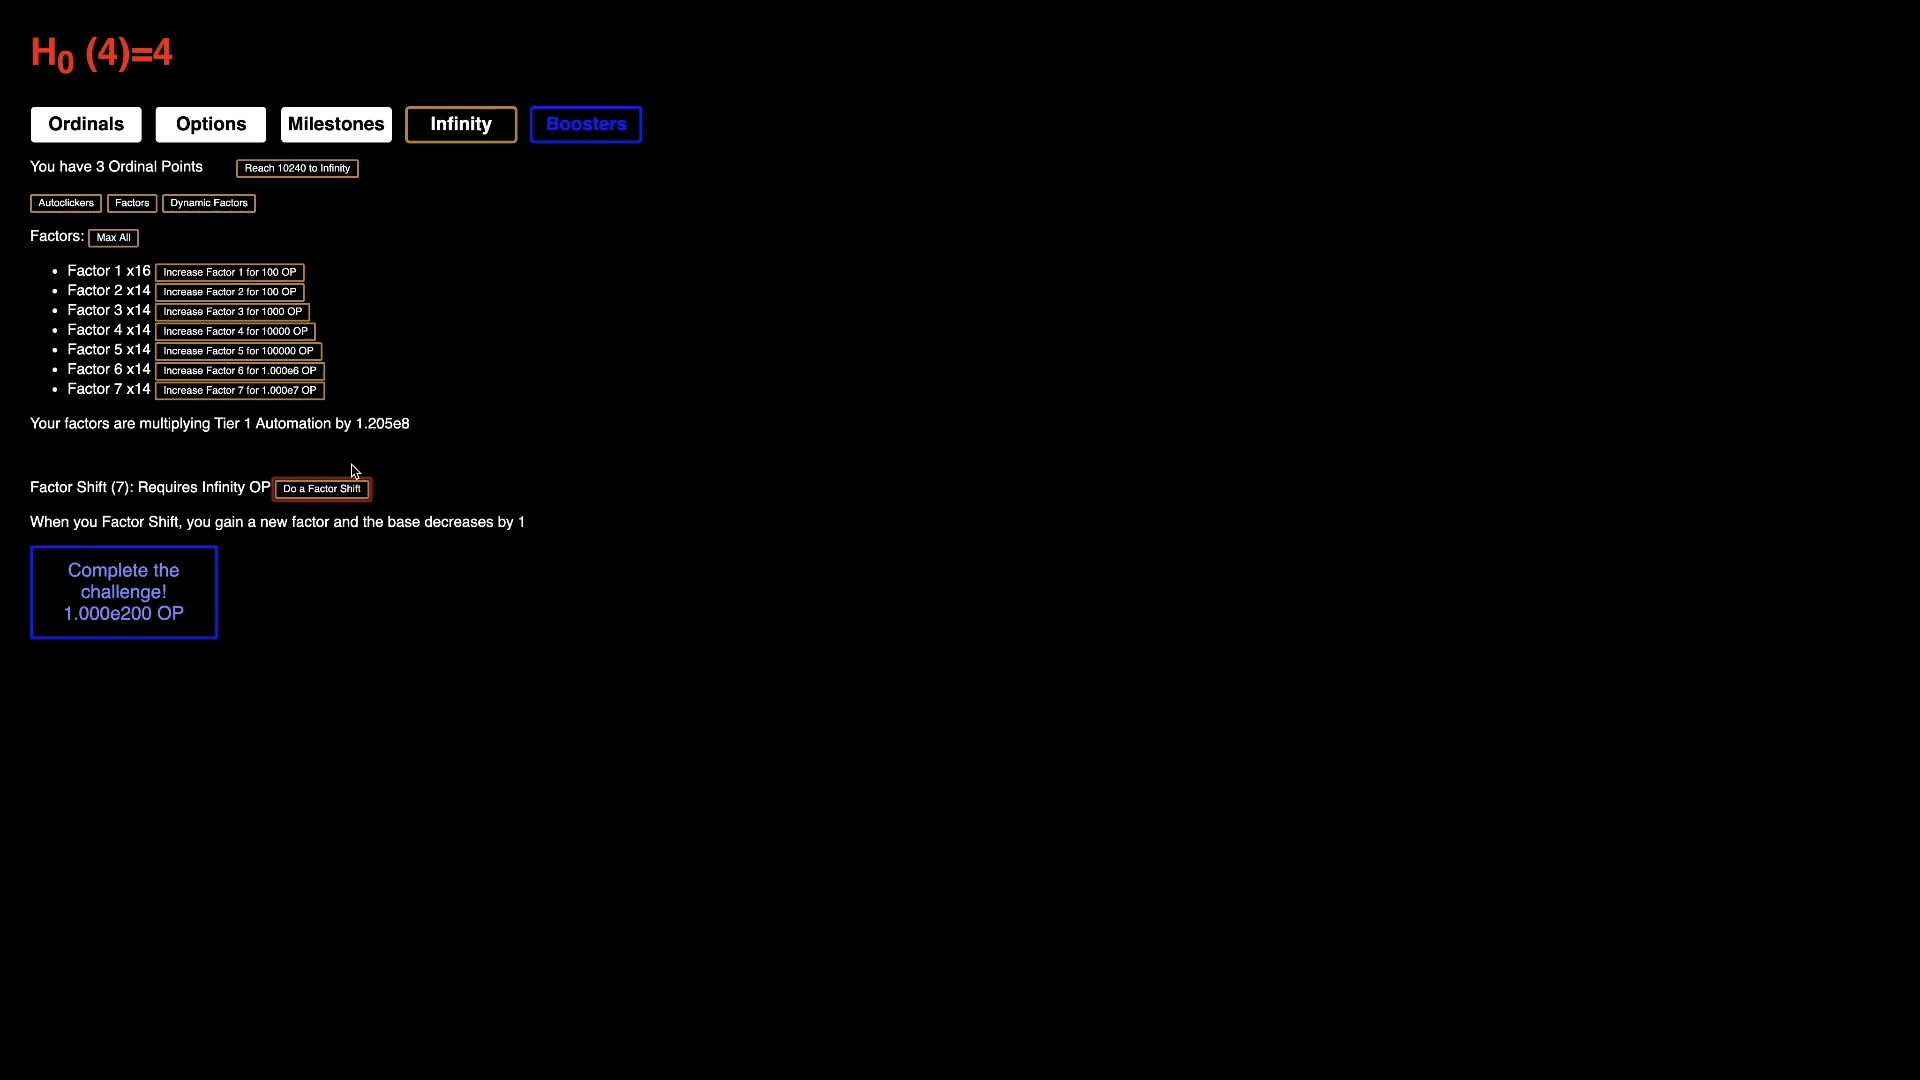 H₀ (4)=4
Ordinals Options Milestones Infinity Boosters
You have 3 Ordinal Points Reach 10240 to Infinity
Autoclickers Factors Dynamic Factors
Factors: Max All
• Factor 1 x16 Increase Factor 1 for 100 OP
• Factor 2 x14 Increase Factor 2 for 100 OP
• Factor 3 x14 Increase Factor 3 for 1000 OP
• Factor 4 x14 Increase Factor 4 for 10000 OP
• Factor 5 x14 Increase Factor 5 for 100000 OP
• Factor 6 x14 Increase Factor 6 for 1.000e6 OP
• Factor 7 x14 Increase Factor 7 for 1.000e7 OP
Your factors are multiplying Tier 1 Automation by 1.205e8
Factor Shift (7): Requires Infinity OP Do a Factor Shift
When you Factor Shift, you gain a new factor and the base decreases by 1
Complete the
challenge!
1.000e200 OP